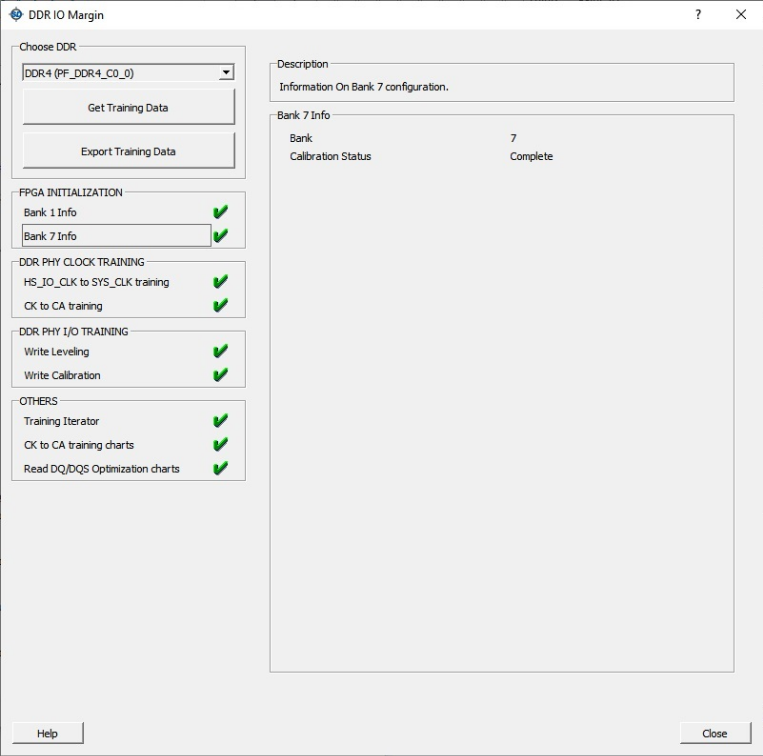 DDR IO Margin
?
Choose DDR
DDR4 (PF_DDR4_C0_0)
Get Training Data
Export Training Data
FPGA INITIALIZATION
Bank 1 Info
Bank 7 Info
DDR PHY CLOCK TRAINING
HS_IO_CLK to SYS_CLK training
CK to CA training
DDR PHY I/O TRAINING
Write Leveling
Write Calibration
OTHERS
Training Iterator
CK to CA training charts
Read DQ/DQS Optimization charts
Description
Information On Bank 7 configuration.
Bank 7 Info
Bank 7
Calibration Status Complete
Help
Close